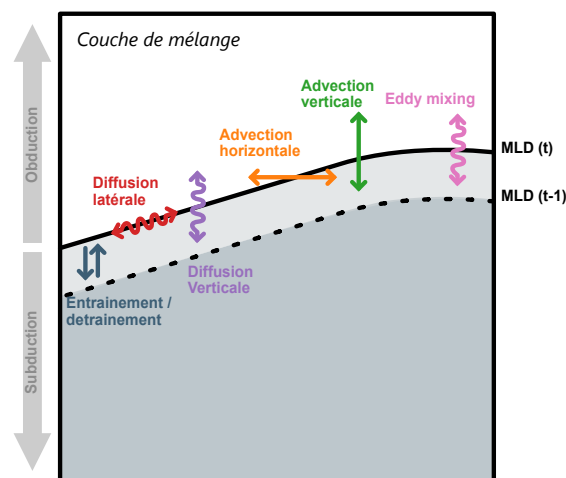 Couche de mélange
Obduction
Subduction
Advection
verticale
Eddy mixing
Advection
horizontale
MLD (t)
Diffusion
latérale
MLD (t-1)
Diffusion
Verticale
Entrainement /
detrainement